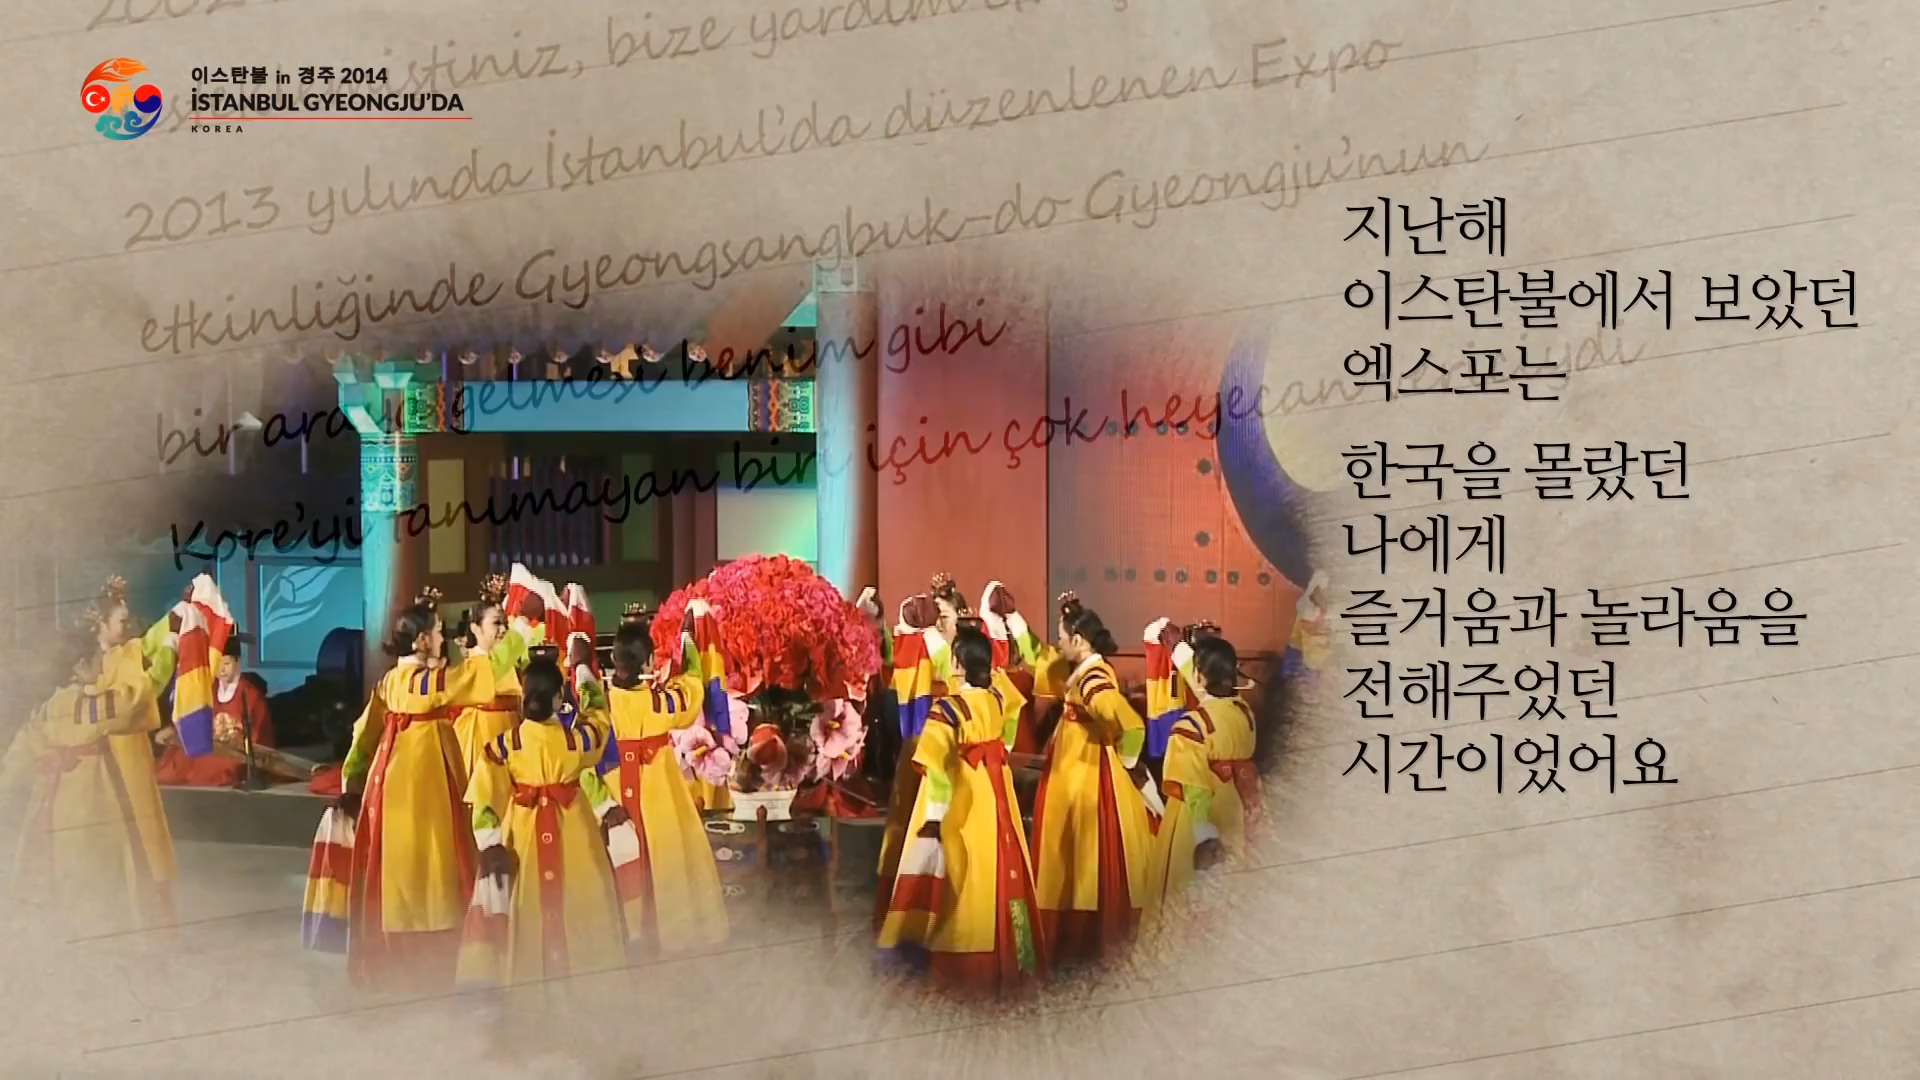 이스탄불 in 경주 2014
İSTANBUL GYEONGJU'DA
KOREA
bize
2013 yılında İstanbul'da düzenlenen Expo
etkinliğinde Gyeongsangbuk-do Gyeongju'nun
bir araya gelmesi benim gibi
Kore'yi tanımayan biri için çok heyecan
지난해
이스탄불에서 보았던
엑스포는
한국을 몰랐던
나에게
즐거움과 놀라움을
전해주었던
시간이었어요